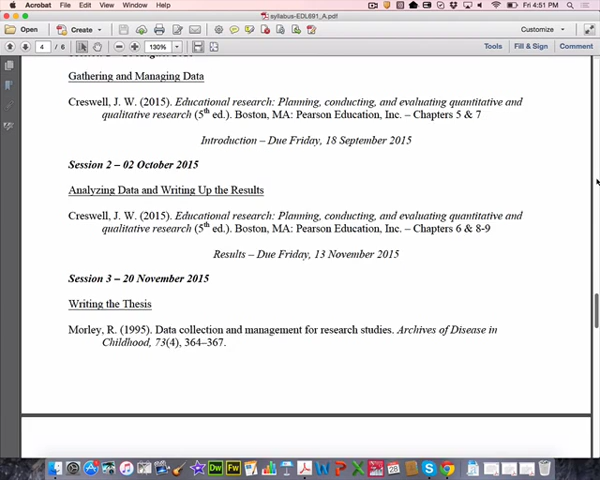 Acrobat File Edit View Window Help Fri 4:51 PM
syllabus-EDL691_A.pdf
Open Create Customize
4 / 6 130% Tools Fill & Sign Comment
Gathering and Managing Data
Creswell, J. W. (2015). Educational research: Planning, conducting, and evaluating quantitative and
qualitative research (5th ed.). Boston, MA: Pearson Education, Inc. – Chapters 5 & 7
Introduction – Due Friday, 18 September 2015
Session 2 – 02 October 2015
Analyzing Data and Writing Up the Results
Creswell, J. W. (2015). Educational research: Planning, conducting, and evaluating quantitative and
qualitative research (5th ed.). Boston, MA: Pearson Education, Inc. – Chapters 6 & 8-9
Results – Due Friday, 13 November 2015
Session 3 – 20 November 2015
Writing the Thesis
Morley, R. (1995). Data collection and management for research studies. Archives of Disease in
Childhood, 73(4), 364–367.
Dw Fw